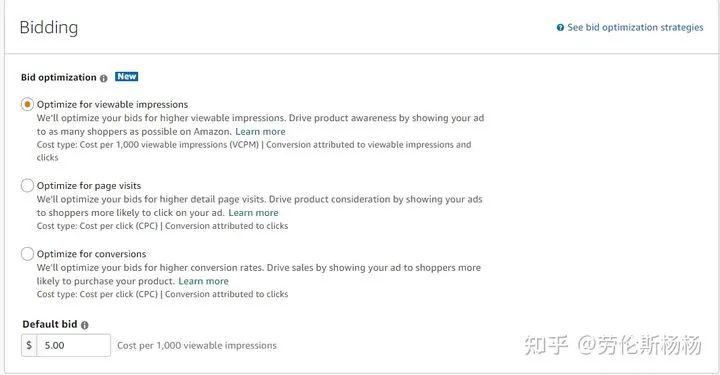 Bidding
See bid optimization strategies
Bid optimization New
Optimize for viewable impressions
We'll optimize your bids for higher viewable impressions. Drive product awareness by showing your ad
to as many shoppers as possible on Amazon. Learn more
Cost type: Cost per 1,000 viewable impressions (VCPM) | Conversion attributed to viewable impressions and
clicks
Optimize for page visits
We'll optimize your bids for higher detail page visits. Drive product consideration by showing your ads
to shoppers more likely to click on your ad. Learn more
Cost type: Cost per click (CPC) | Conversion attributed to clicks
Optimize for conversions
We'll optimize your bids for higher conversion rates. Drive sales by showing your ad to shoppers more
likely to purchase your product. Learn more
Cost type: Cost per click (CPC) | Conversion attributed to clicks
Default bid
$ 5.00 Cost per 1,000 viewable impressions
知乎 @劳伦斯杨杨